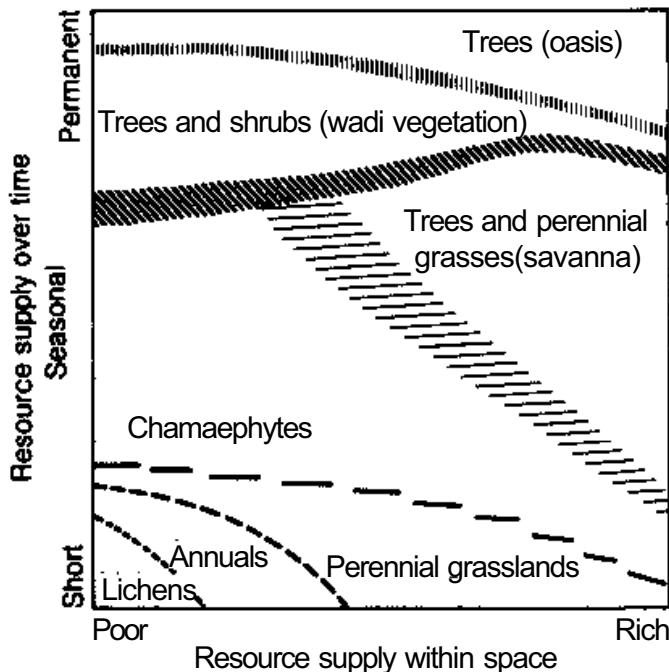 Permanent
Seasonal
Short
Resource supply over time
Trees (oasis)
Trees and shrubs (wadi vegetation)
Trees and perennial
grasses(savanna)
Chamaephytes
Annuals
Perennial grasslands
Lichens
Poor
Rich
Resource supply within space